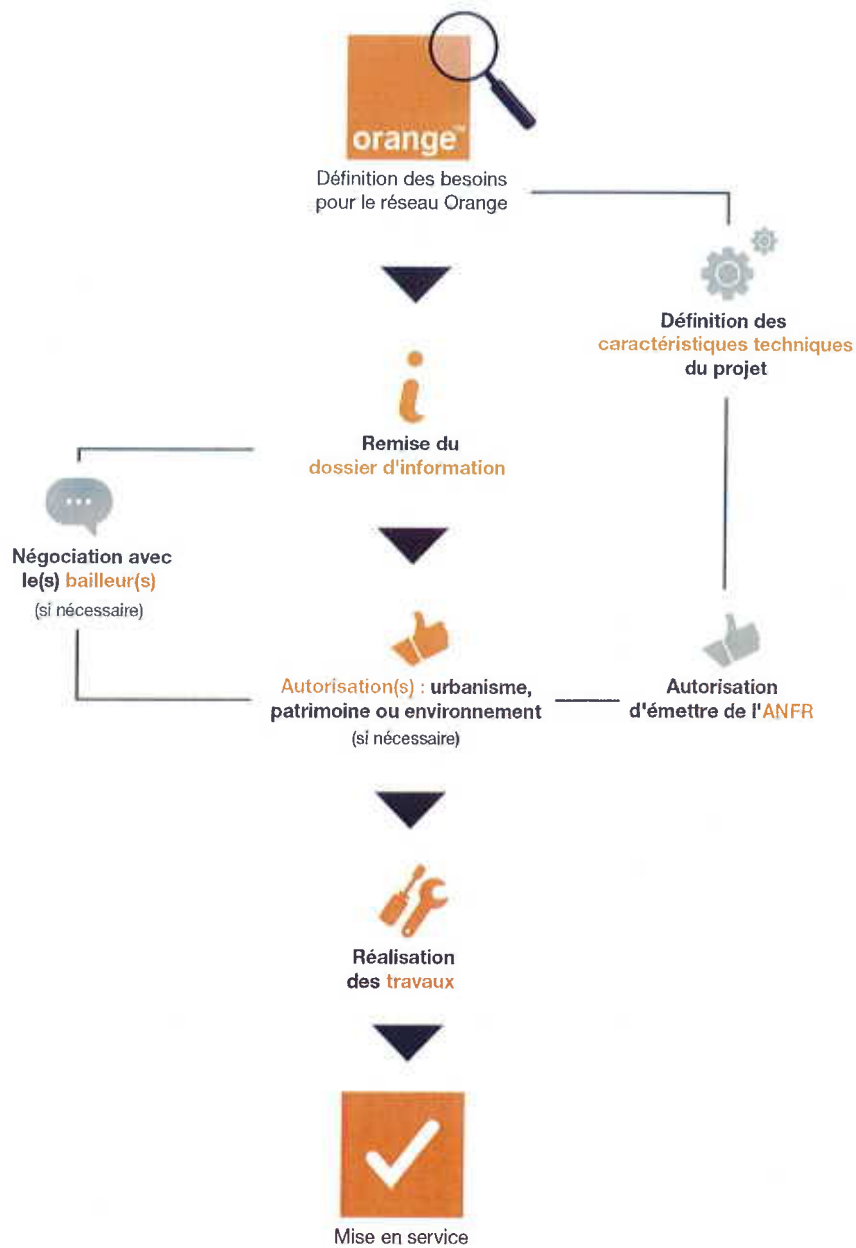 orange™
Définition des besoins
pour le réseau Orange
Définition des
caractéristiques techniques
du projet
Remise du
dossier d'information
Négociation avec
le(s) bailleur(s)
(si nécessaire)
Autorisation(s) : urbanisme,
patrimoine ou environnement
(si nécessaire)
Autorisation
d'émettre de l'ANFR
Réalisation
des travaux
Mise en service